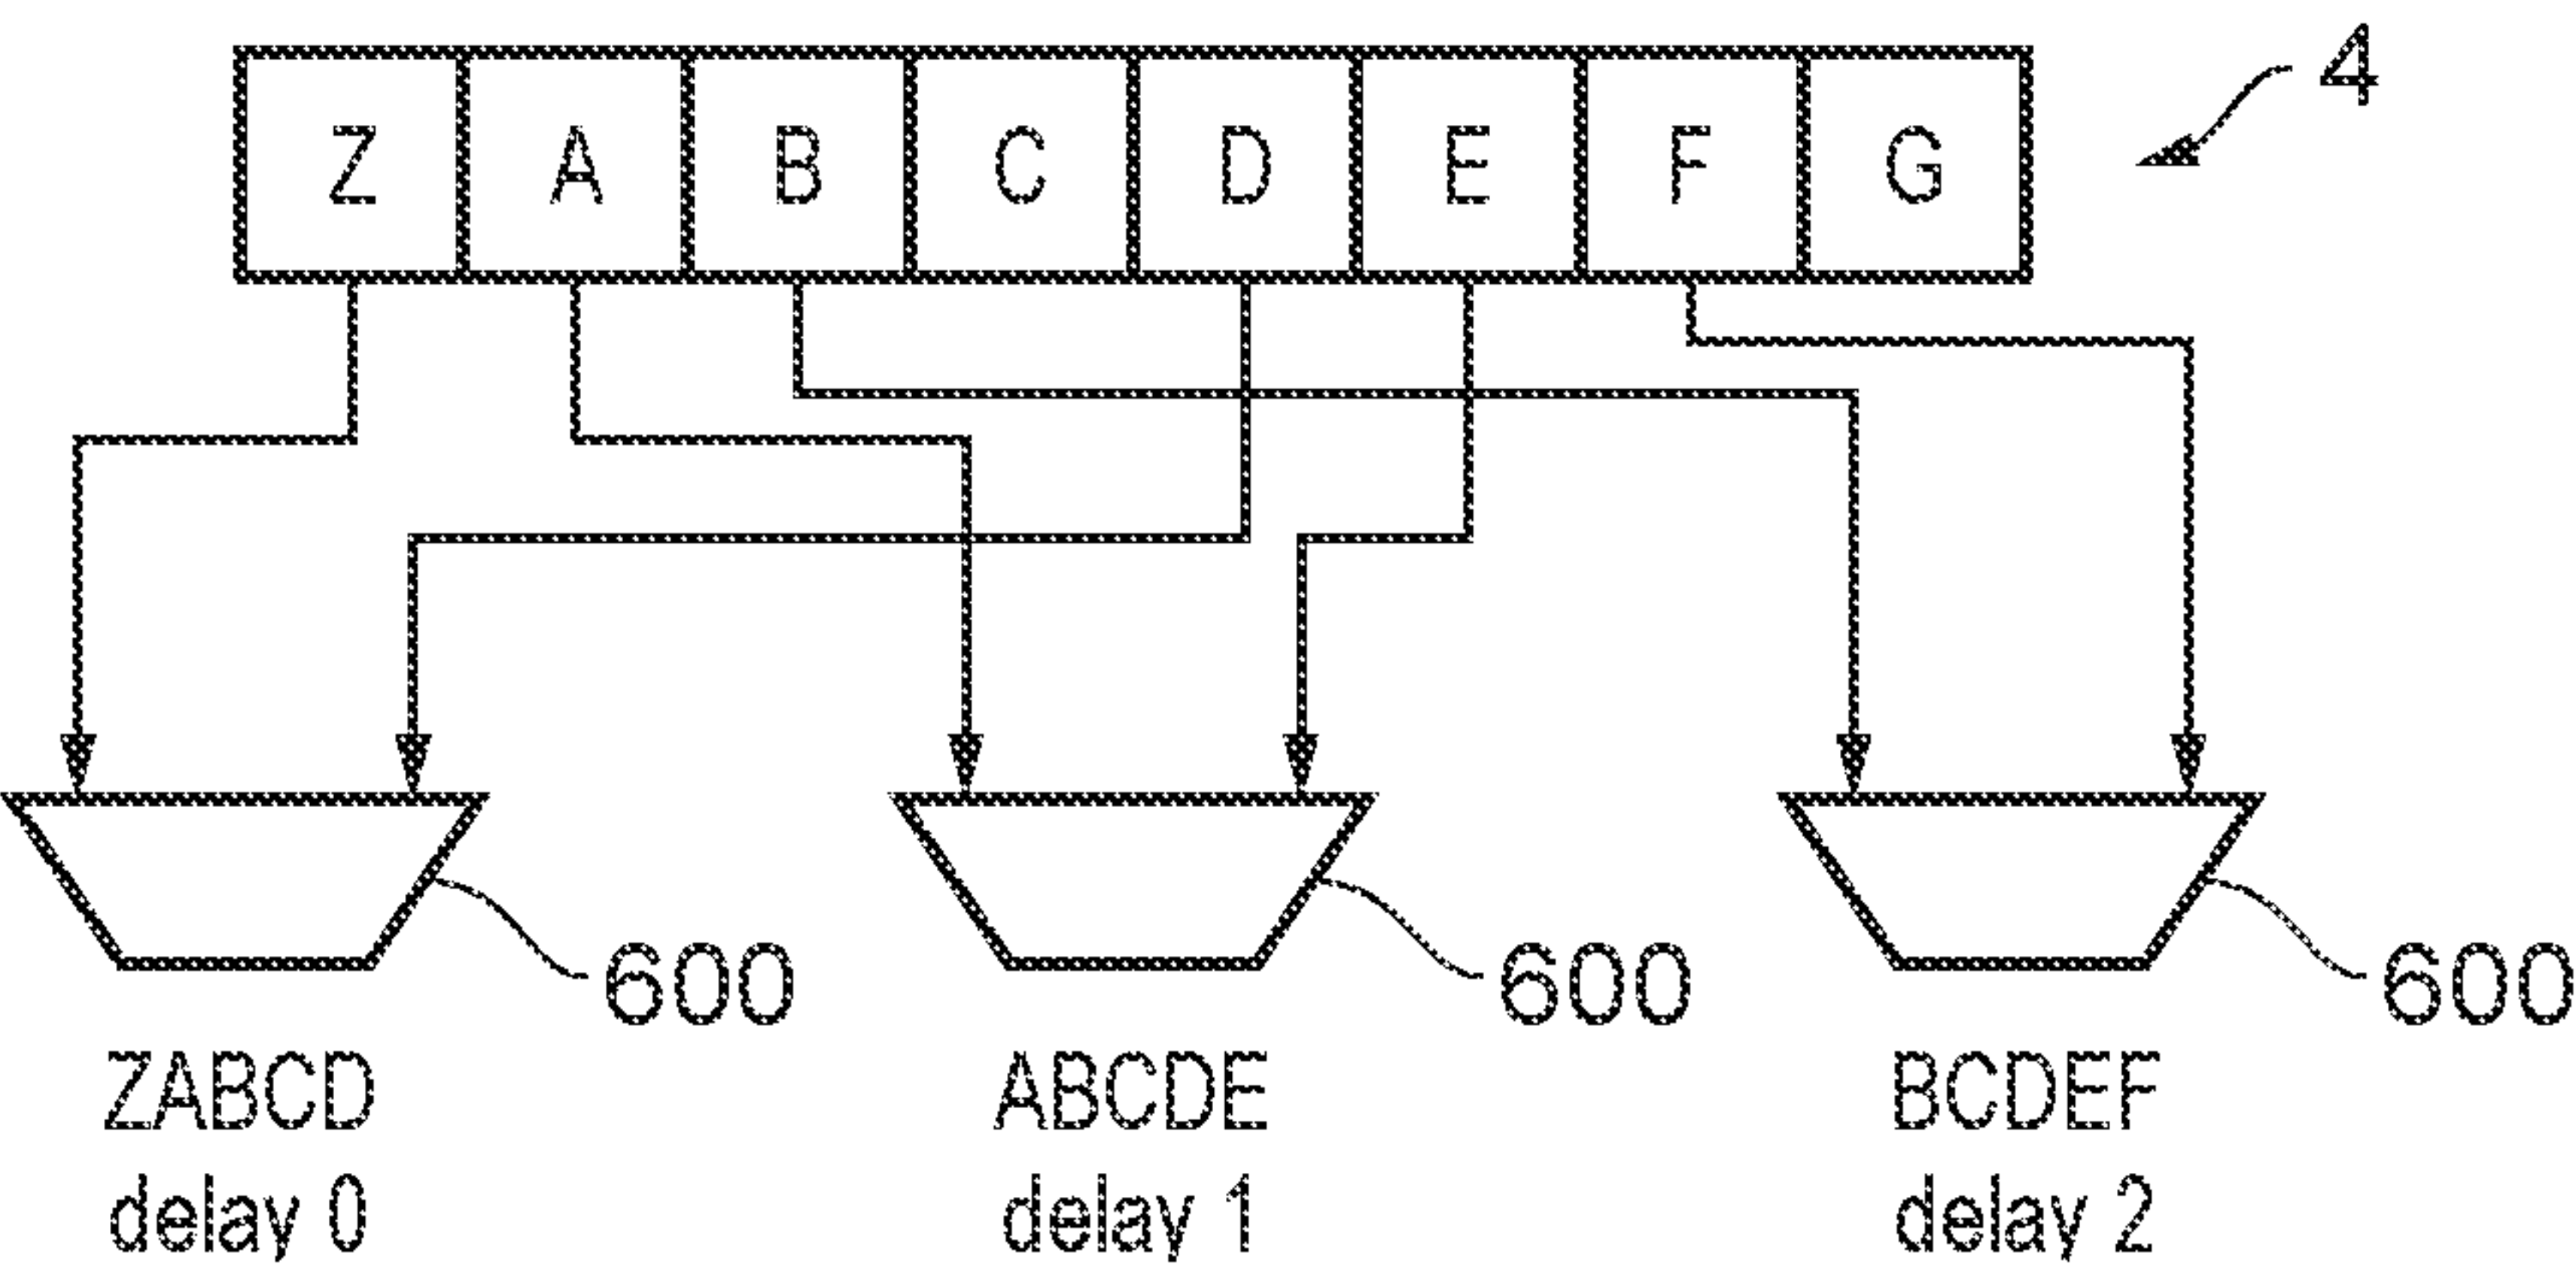 4
Z A B C D E F G
600 600 600
ZABCD ABCDE BCDEF
delay 0 delay 1 delay 2